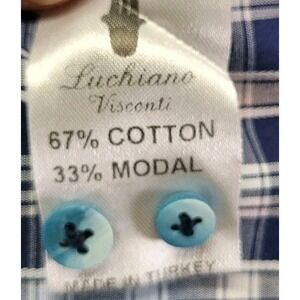 Luchiano
Visconti
67% COTTON
33% MODAL
MADE IN TURKEY